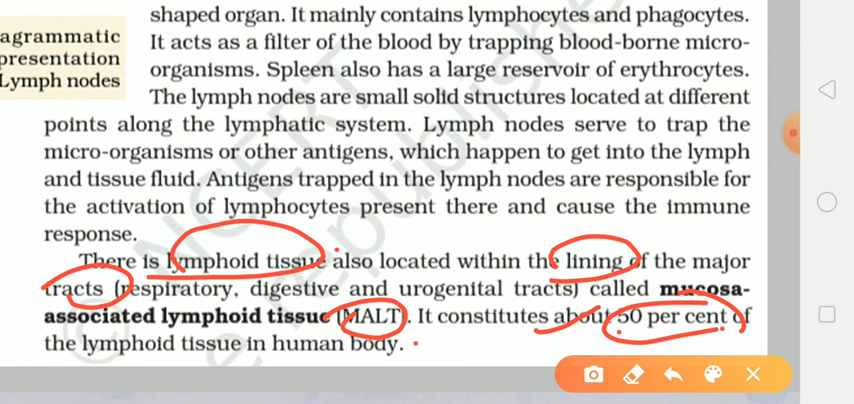 shaped organ. It mainly contains lymphocytes and phagocytes.
agrammatic
presentation
Lymph nodes
It acts as a filter of the blood by trapping blood-borne micro-
organisms. Spleen also has a large reservoir of erythrocytes.
The lymph nodes are small solid structures located at different
points along the lymphatic system. Lymph nodes serve to trap the
micro-organisms or other antigens, which happen to get into the lymph
and tissue fluid. Antigens trapped in the lymph nodes are responsible for
the activation of lymphocytes present there and cause the immune
response.
There is lymphoid tissue also located within the lining of the major
tracts (respiratory, digestive and urogenital tracts) called mucosa-
associated lymphoid tissue (MALT). It constitutes about 50 per cent of
the lymphoid tissue in human body.
© NCERT
e republishe